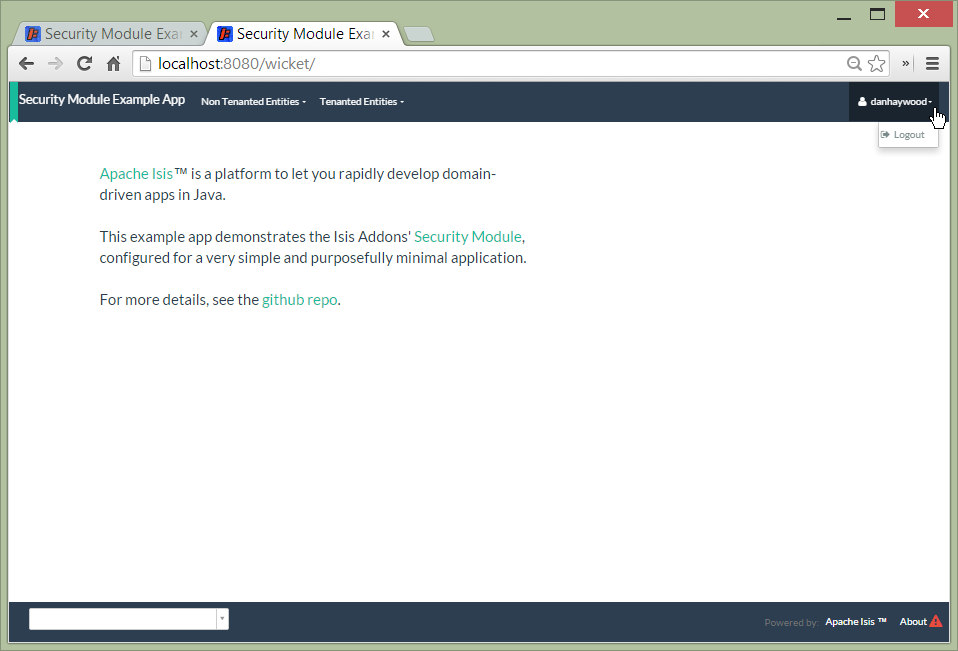 Security Module Exa
Security Module Exa
localhost:8080/wicket/
Security Module Example App
Non Tenanted Entities
Tenanted Entities
danhaywood
Logout
Apache Isis™ is a platform to let you rapidly develop domain-
driven apps in Java.
This example app demonstrates the Isis Addons' Security Module,
configured for a very simple and purposefully minimal application.
For more details, see the github repo.
Powered by: Apache Isis ™ About